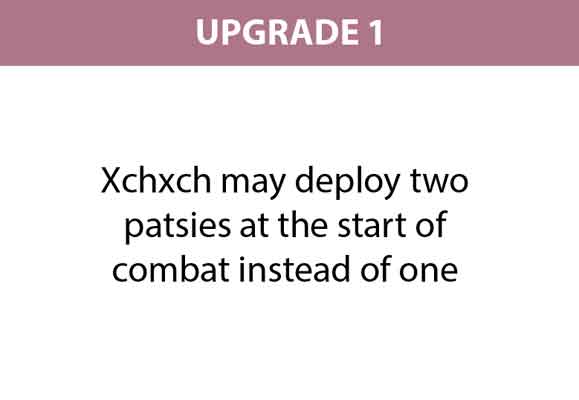 UPGRADE 1
Xchxch may deploy two
patsies at the start of
combat instead of one